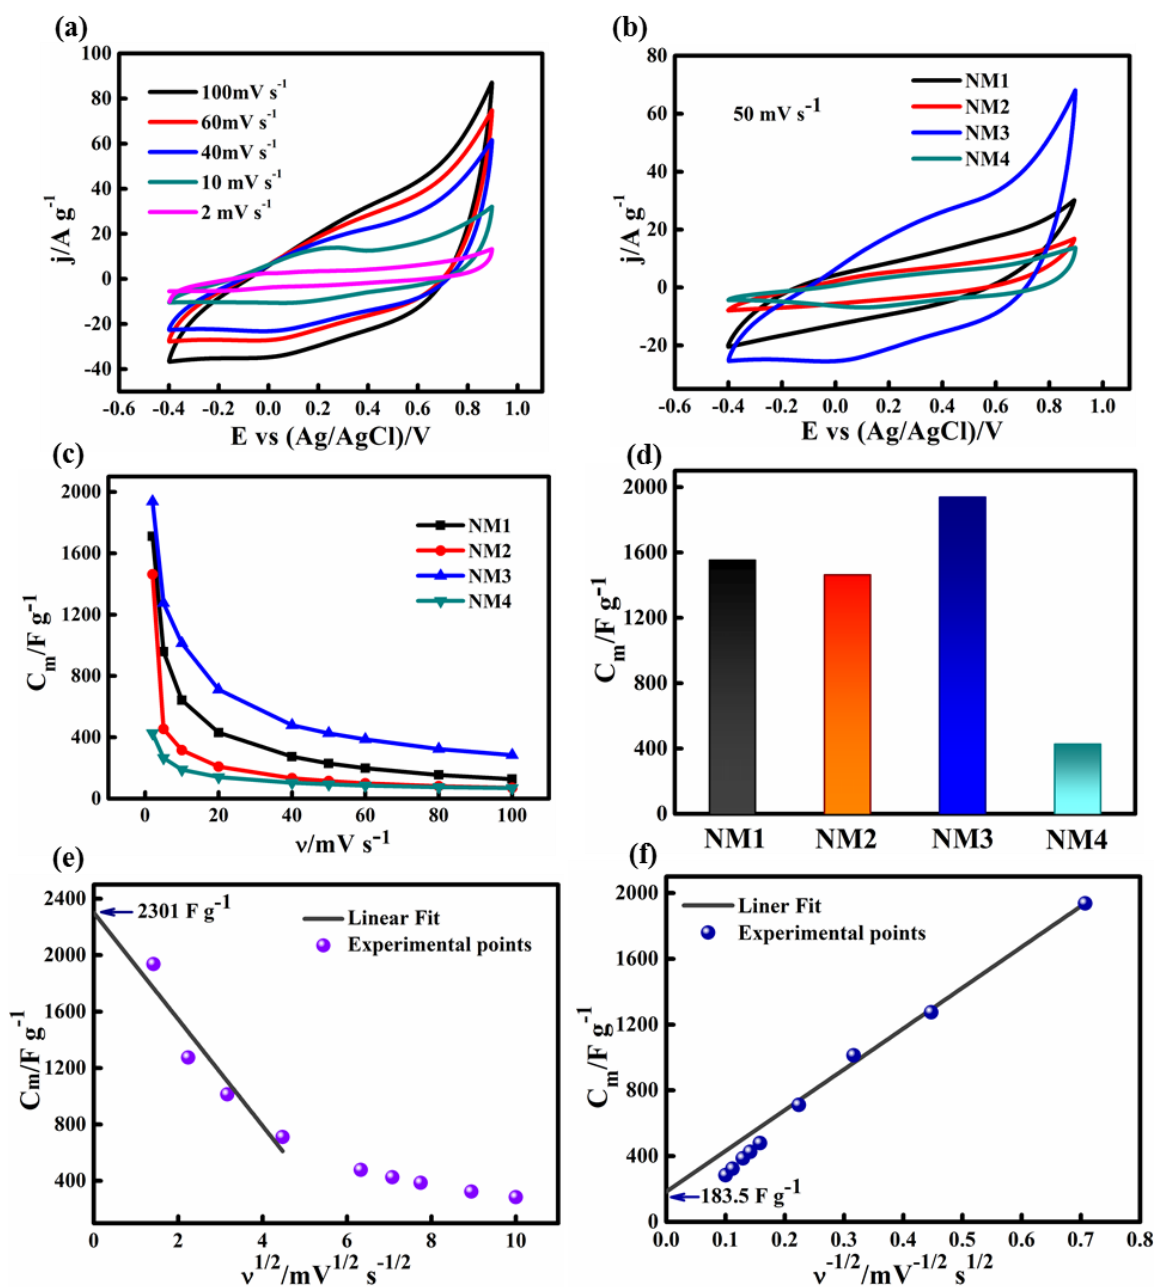 (a)
100
80
60
40
20
0
-20
-40
j/A g-1
100mV s-1
60mV s-1
40mV s-1
10 mV s-1
2 mV s-1
-0.6 -0.4 -0.2 0.0 0.2 0.4 0.6 0.8 1.0
E vs (Ag/AgCl)/V
(b)
80
60
40
20
0
-20
j/A g-1
50 mV s-1
NM1
NM2
NM3
NM4
-0.6 -0.4 -0.2 0.0 0.2 0.4 0.6 0.8 1.0
E vs (Ag/AgCl)/V
(c)
2000
1600
1200
800
400
0
Cm/F g-1
NM1
NM2
NM3
NM4
0 20 40 60 80 100
ν/mV s-1
(d)
2000
1600
1200
800
400
0
Cm/F g-1
NM1 NM2 NM3 NM4
(e)
2400
2000
1600
1200
800
400
Cm/F g-1
2301 F g-1
Linear Fit
Experimental points
0 2 4 6 8 10
ν1/2/mV1/2 s-1/2
(f)
2000
1600
1200
800
400
0
Cm/F g-1
Liner Fit
Experimental points
183.5 F g-1
0.0 0.1 0.2 0.3 0.4 0.5 0.6 0.7 0.8
ν-1/2/mV-1/2 s1/2